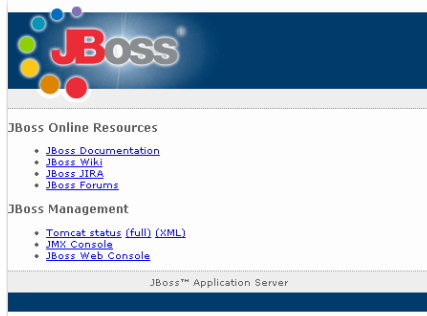 JBoss®
JBoss Online Resources
JBoss Documentation
JBoss Wiki
JBoss JIRA
JBoss Forums
JBoss Management
Tomcat status (full) (XML)
JMX Console
JBoss Web Console
JBoss™ Application Server